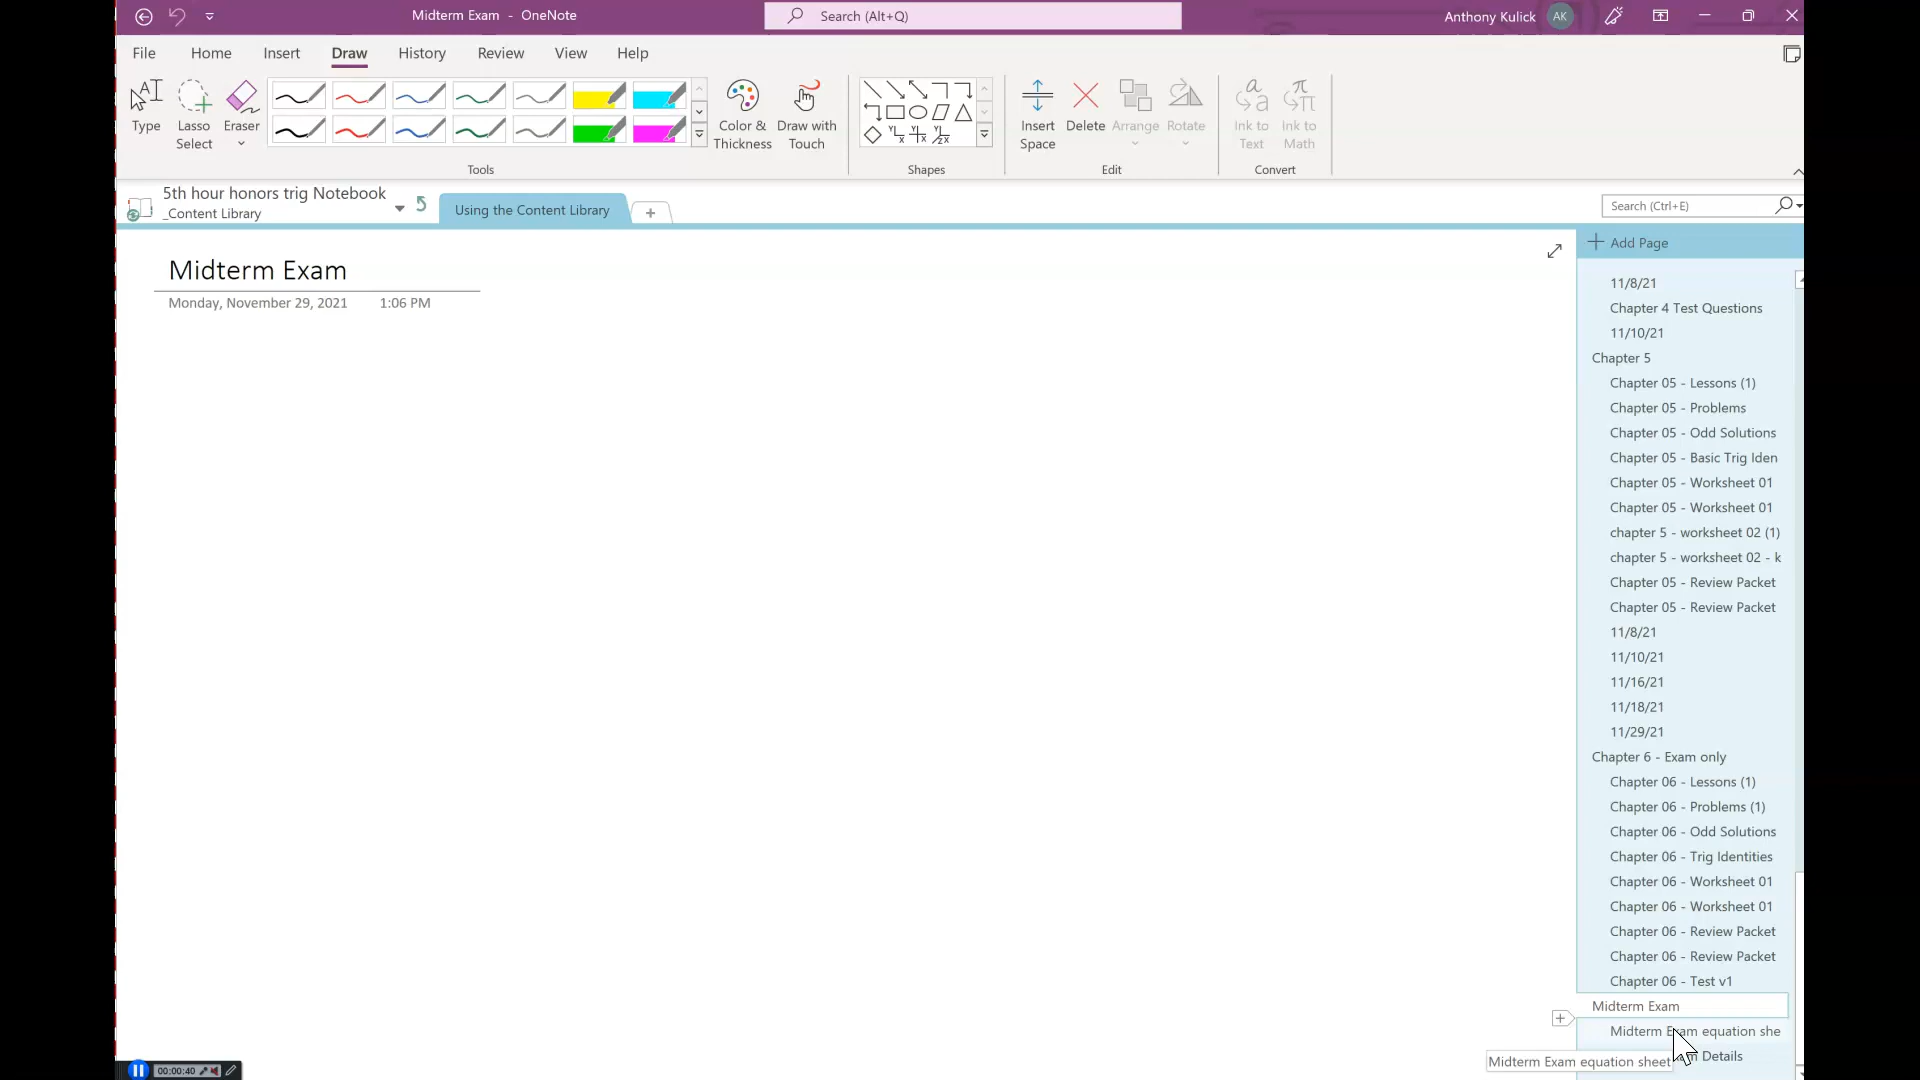 Midterm Exam - OneNote
Search (Alt+Q)
Anthony Kulick
AK
File Home Insert Draw History Review View Help
Type
Lasso Select
Eraser
Color & Thickness
Draw with Touch
Insert Space
Delete
Arrange
Rotate
Ink to Text
Ink to Math
Tools
Shapes
Edit
Convert
5th hour honors trig Notebook
_Content Library
Using the Content Library
Search (Ctrl+E)
Add Page
Midterm Exam
Monday, November 29, 2021 1:06 PM
11/8/21
Chapter 4 Test Questions
11/10/21
Chapter 5
Chapter 05 - Lessons (1)
Chapter 05 - Problems
Chapter 05 - Odd Solutions
Chapter 05 - Basic Trig Iden
Chapter 05 - Worksheet 01
Chapter 05 - Worksheet 01
chapter 5 - worksheet 02 (1)
chapter 5 - worksheet 02 - k
Chapter 05 - Review Packet
Chapter 05 - Review Packet
11/8/21
11/10/21
11/16/21
11/18/21
11/29/21
Chapter 6 - Exam only
Chapter 06 - Lessons (1)
Chapter 06 - Problems (1)
Chapter 06 - Odd Solutions
Chapter 06 - Trig Identities
Chapter 06 - Worksheet 01
Chapter 06 - Worksheet 01
Chapter 06 - Review Packet
Chapter 06 - Review Packet
Chapter 06 - Test v1
Midterm Exam
Midterm Exam equation she
Details
Midterm Exam equation sheet
00:00:40